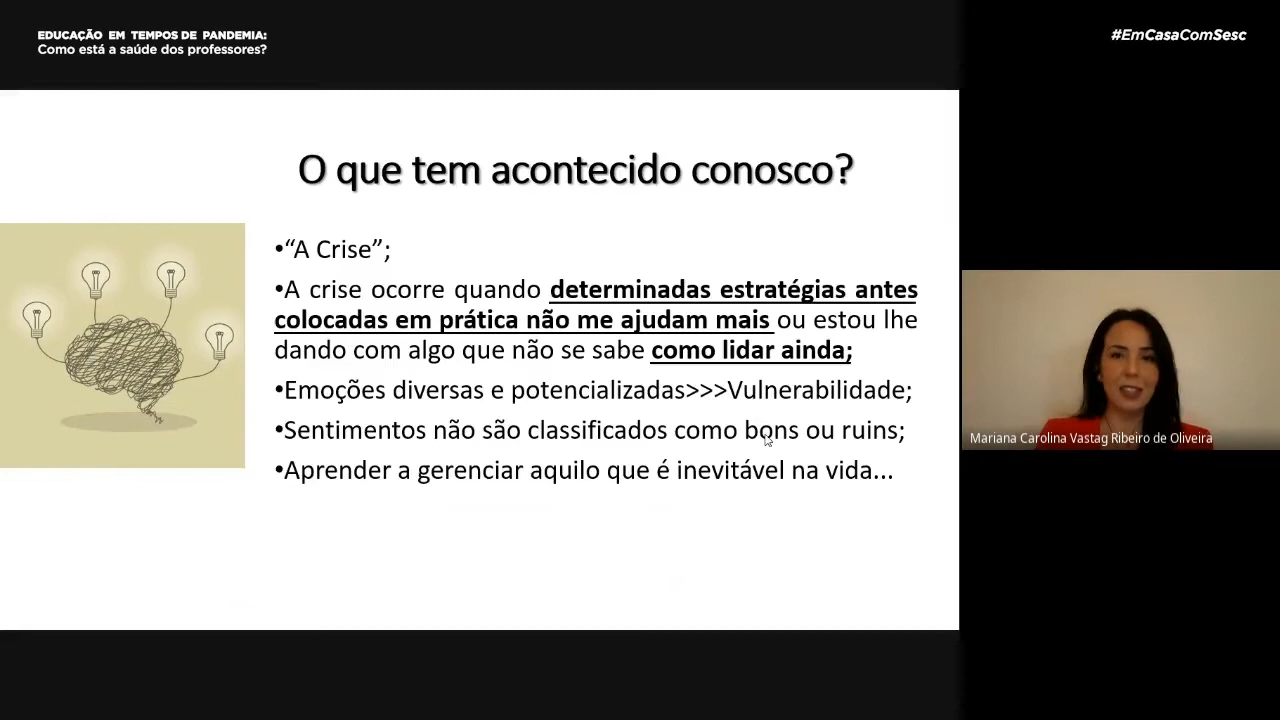 EDUCAÇÃO EM TEMPOS DE PANDEMIA:
Como está a saúde dos professores?
#EmCasaComSesc
O que tem acontecido conosco?
•“A Crise”;
•A crise ocorre quando determinadas estratégias antes
colocadas em prática não me ajudam mais ou estou lhe
dando com algo que não se sabe como lidar ainda;
•Emoções diversas e potencializadas>>>Vulnerabilidade;
•Sentimentos não são classificados como bons ou ruins;
•Aprender a gerenciar aquilo que é inevitável na vida...
Mariana Carolina Vastag Ribeiro de Oliveira